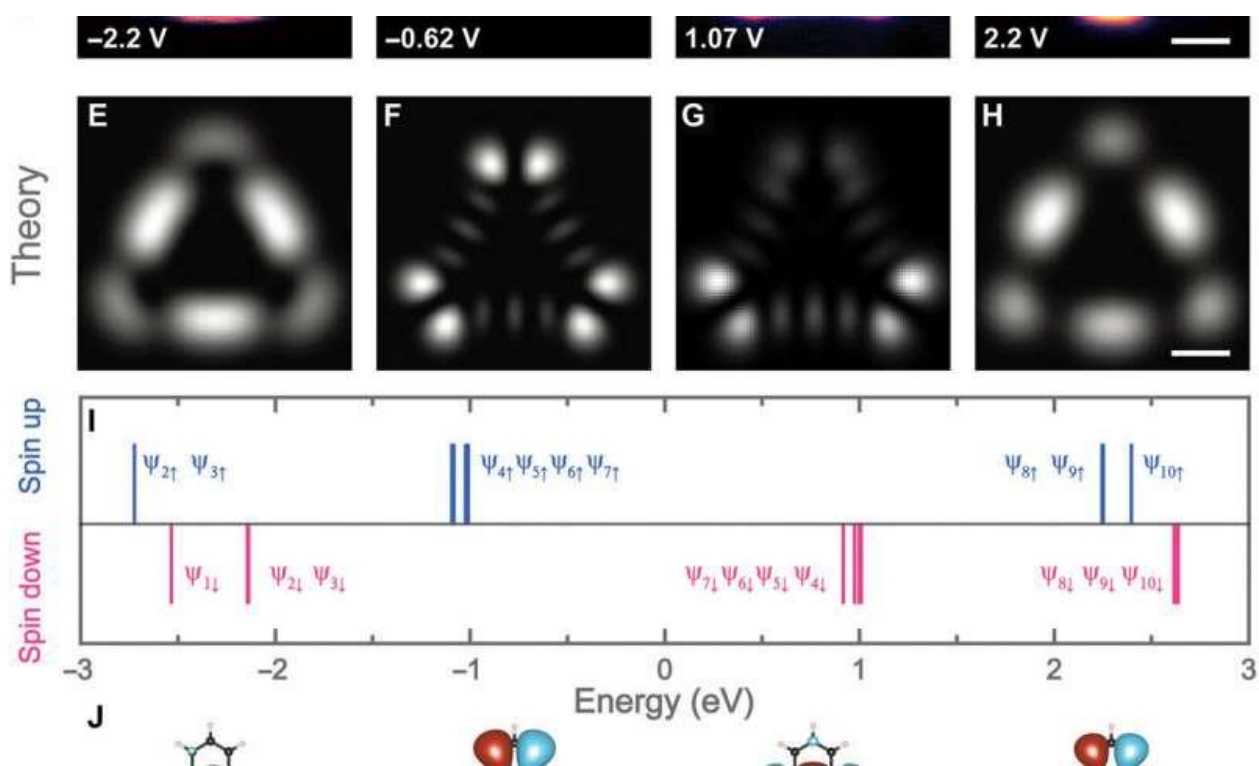 −2.2 V
−0.62 V
1.07 V
2.2 V
Theory
E
F
G
H
Spin up
I
ψ2↑ ψ3↑
ψ4↑ψ5↑ψ6↑ψ7↑
ψ8↑ ψ9↑
ψ10↑
Spin down
ψ1↓
ψ2↓ ψ3↓
ψ7↓ψ6↓ψ5↓ ψ4↓
ψ8↓ ψ9↓ ψ10↓
−3 −2 −1 0 1 2 3
Energy (eV)
J